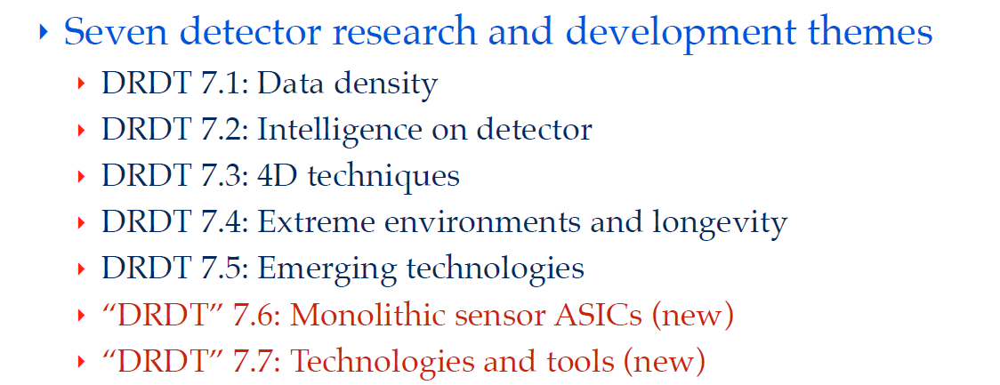 Seven detector research and development themes
DRDT 7.1: Data density
DRDT 7.2: Intelligence on detector
DRDT 7.3: 4D techniques
DRDT 7.4: Extreme environments and longevity
DRDT 7.5: Emerging technologies
“DRDT” 7.6: Monolithic sensor ASICs (new)
“DRDT” 7.7: Technologies and tools (new)